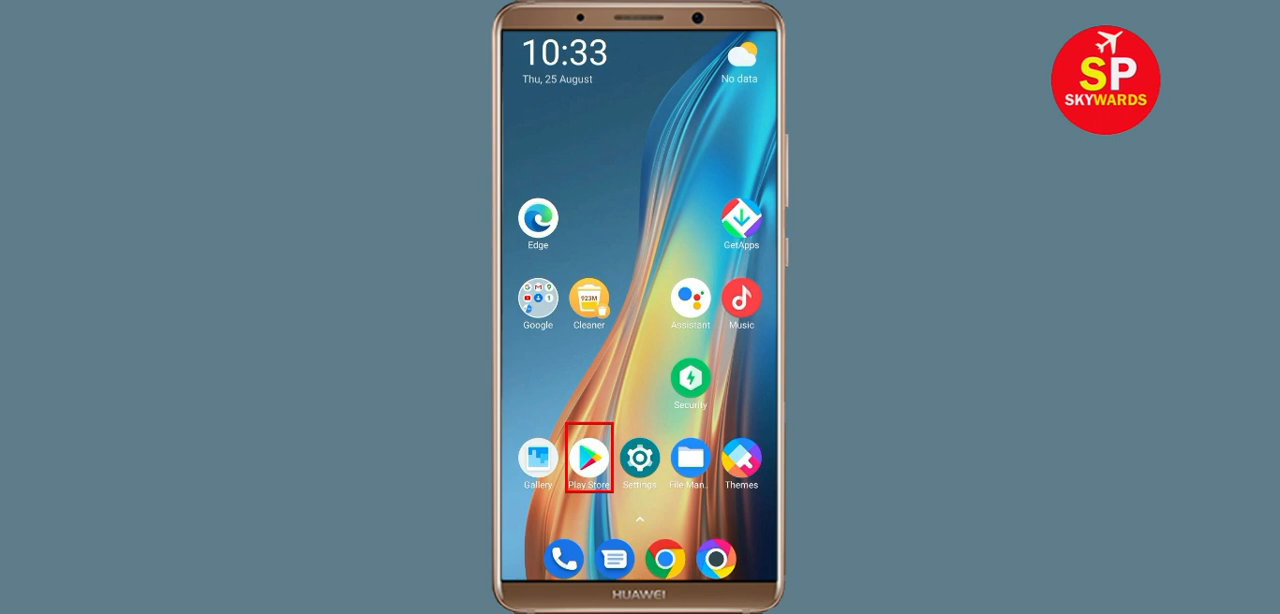 10:33
Thu, 25 August
No data
SP
SKYWARDS
Edge
GetApps
923M
Google
Cleaner
Assistant
Music
Security
Gallery
Play Store
Settings
File Man..
Themes
HUAWEI